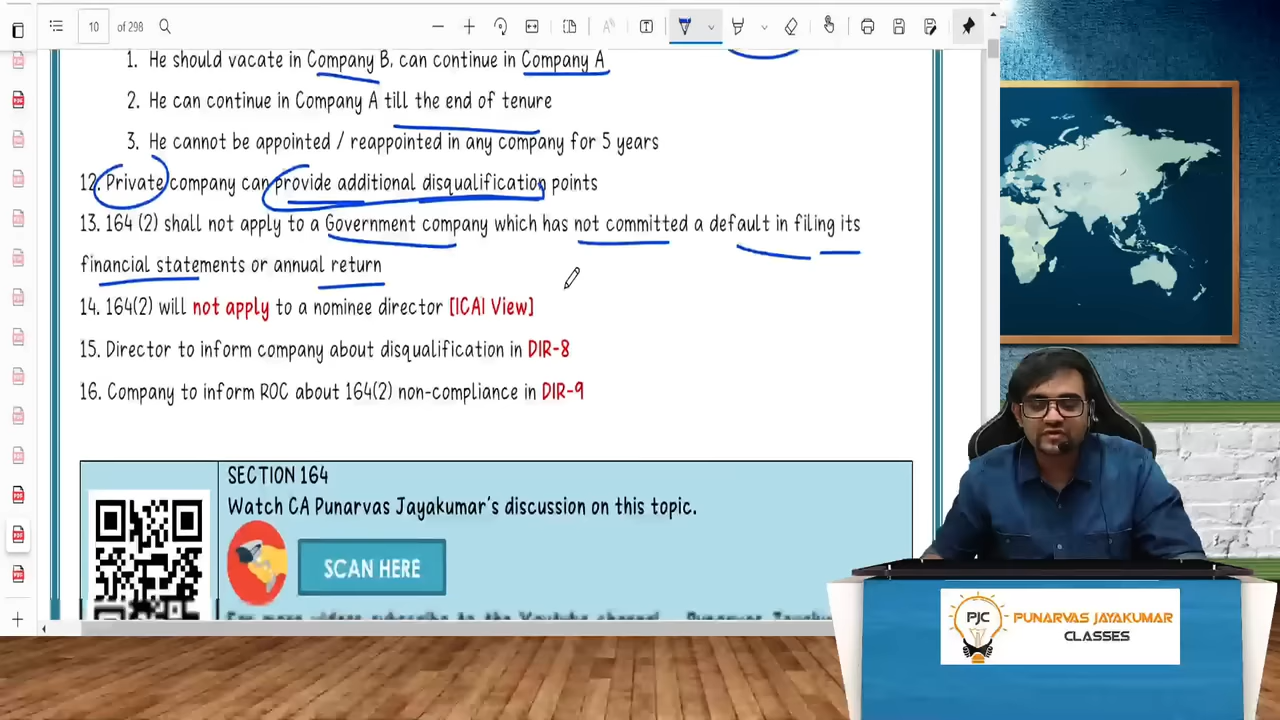 10 of 298
1. He should vacate in Company B, can continue in Company A
2. He can continue in Company A till the end of tenure
3. He cannot be appointed / reappointed in any company for 5 years
12. Private company can provide additional disqualification points
13. 164 (2) shall not apply to a Government company which has not committed a default in filing its
financial statements or annual return
14. 164(2) will not apply to a nominee director [ICAI View]
15. Director to inform company about disqualification in DIR-8
16. Company to inform ROC about 164(2) non-compliance in DIR-9
SECTION 164
Watch CA Punarvas Jayakumar's discussion on this topic.
SCAN HERE
PJC
PUNARVAS JAYAKUMAR
CLASSES